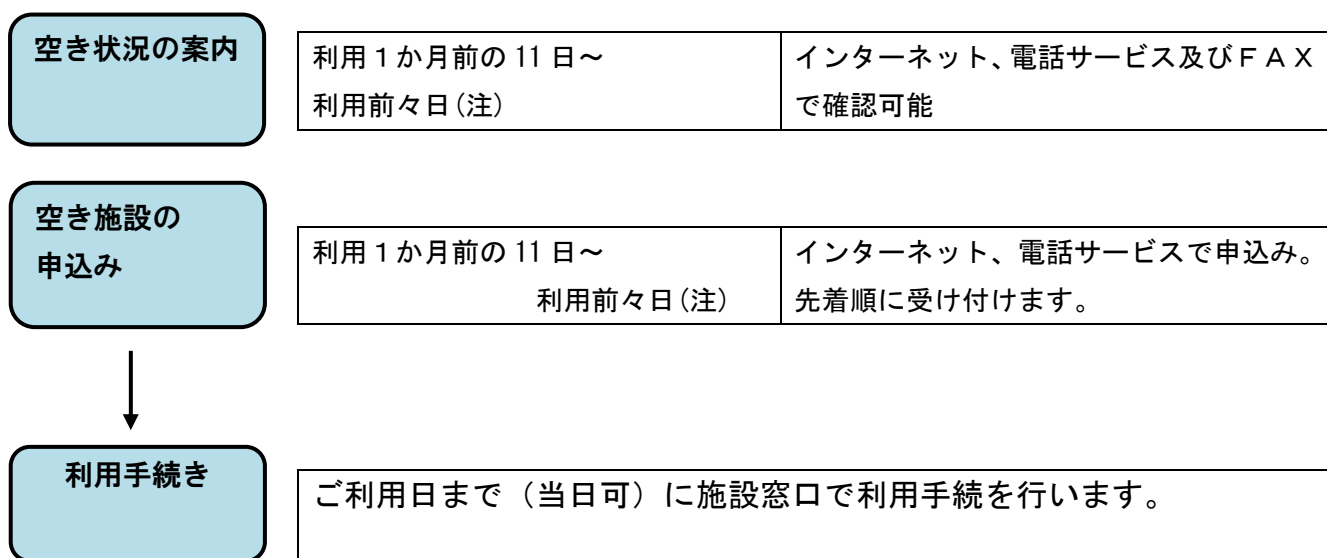 空き状況の案内
利用１か月前の 11 日～
利用前々日(注)
インターネット、電話サービス及びＦＡＸ
で確認可能
空き施設の
申込み
利用１か月前の 11 日～
利用前々日(注)
インターネット、電話サービスで申込み。
先着順に受け付けます。
利用手続き
ご利用日まで（当日可）に施設窓口で利用手続を行います。